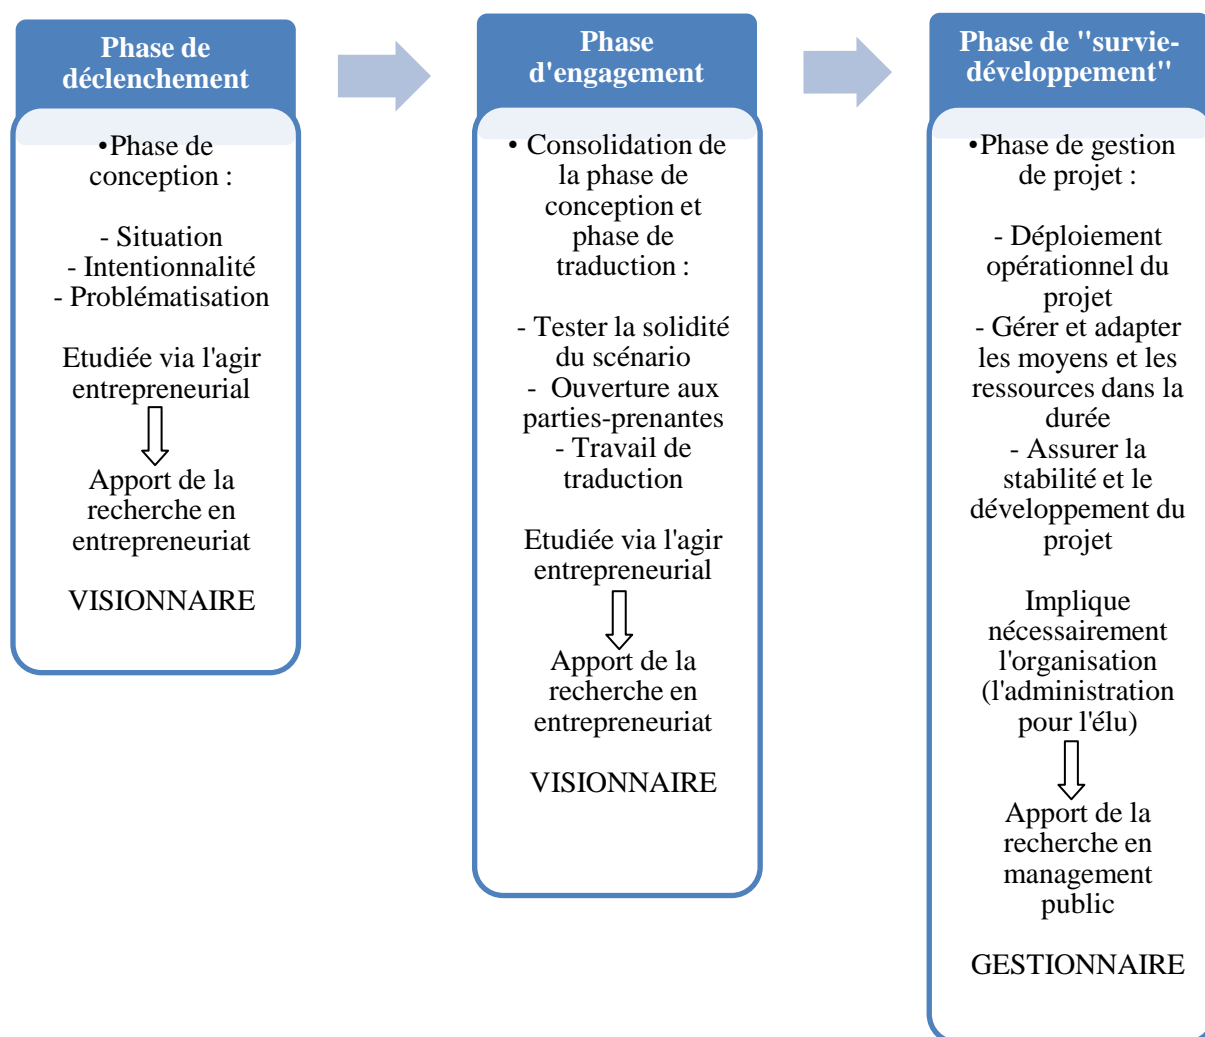 Phase de
déclenchement
•Phase de
conception :
- Situation
- Intentionnalité
- Problématisation
Etudiée via l'agir
entrepreneurial
Apport de la
recherche en
entrepreneuriat
VISIONNAIRE
Phase
d'engagement
• Consolidation de
la phase de
conception et
phase de
traduction :
- Tester la solidité
du scénario
- Ouverture aux
parties-prenantes
- Travail de
traduction
Etudiée via l'agir
entrepreneurial
Apport de la
recherche en
entrepreneuriat
VISIONNAIRE
Phase de "survie-
développement"
•Phase de gestion
de projet :
- Déploiement
opérationnel du
projet
- Gérer et adapter
les moyens et les
ressources dans la
durée
- Assurer la
stabilité et le
développement du
projet
Implique
nécessairement
l'organisation
(l'administration
pour l'élu)
Apport de la
recherche en
management
public
GESTIONNAIRE